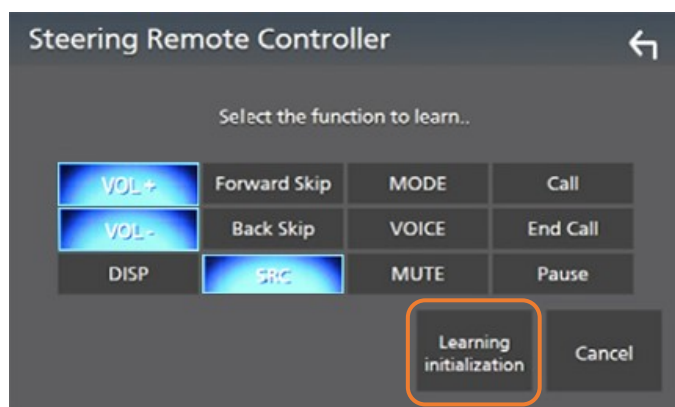 Steering Remote Controller
Select the function to learn..
VOL + Forward Skip MODE Call
VOL - Back Skip VOICE End Call
DISP SRC MUTE Pause
Learning
initialization
Cancel